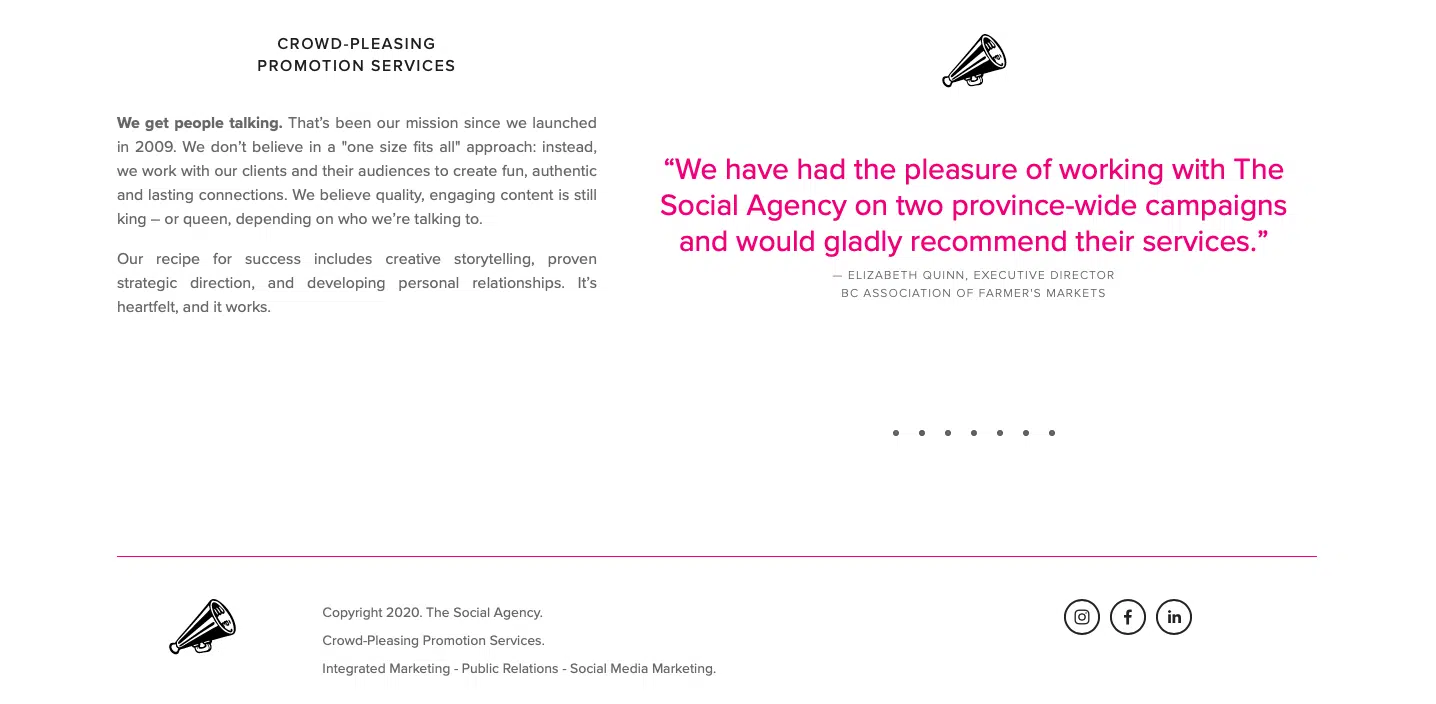 CROWD-PLEASING
PROMOTION SERVICES
We get people talking. That’s been our mission since we launched
in 2009. We don’t believe in a "one size fits all" approach: instead,
we work with our clients and their audiences to create fun, authentic
and lasting connections. We believe quality, engaging content is still
king – or queen, depending on who we’re talking to.
Our recipe for success includes creative storytelling, proven
strategic direction, and developing personal relationships. It’s
heartfelt, and it works.
“We have had the pleasure of working with The
Social Agency on two province-wide campaigns
and would gladly recommend their services.”
— ELIZABETH QUINN, EXECUTIVE DIRECTOR
BC ASSOCIATION OF FARMER'S MARKETS
Copyright 2020. The Social Agency.
Crowd-Pleasing Promotion Services.
Integrated Marketing - Public Relations - Social Media Marketing.